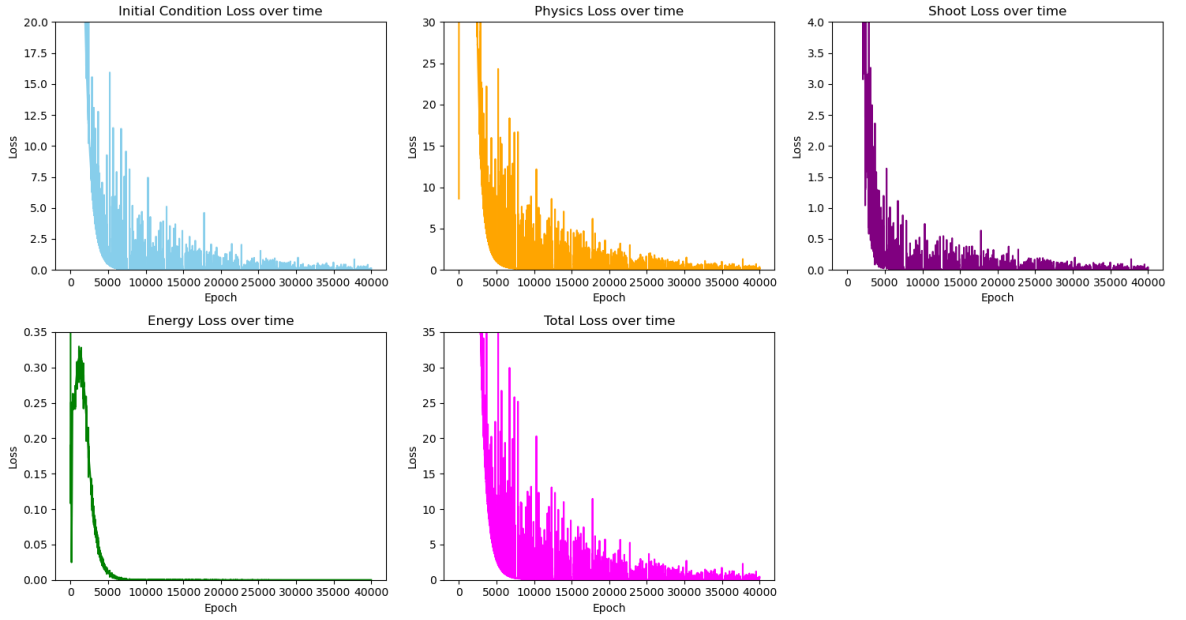 Initial Condition Loss over time
Loss
20.0
17.5
15.0
12.5
10.0
7.5
5.0
2.5
0.0
0 5000 10000 15000 20000 25000 30000 35000 40000
Epoch
Physics Loss over time
Loss
30
25
20
15
10
5
0
0 5000 10000 15000 20000 25000 30000 35000 40000
Epoch
Shoot Loss over time
Loss
4.0
3.5
3.0
2.5
2.0
1.5
1.0
0.5
0.0
0 5000 10000 15000 20000 25000 30000 35000 40000
Epoch
Energy Loss over time
Loss
0.35
0.30
0.25
0.20
0.15
0.10
0.05
0.00
0 5000 10000 15000 20000 25000 30000 35000 40000
Epoch
Total Loss over time
Loss
35
30
25
20
15
10
5
0
0 5000 10000 15000 20000 25000 30000 35000 40000
Epoch